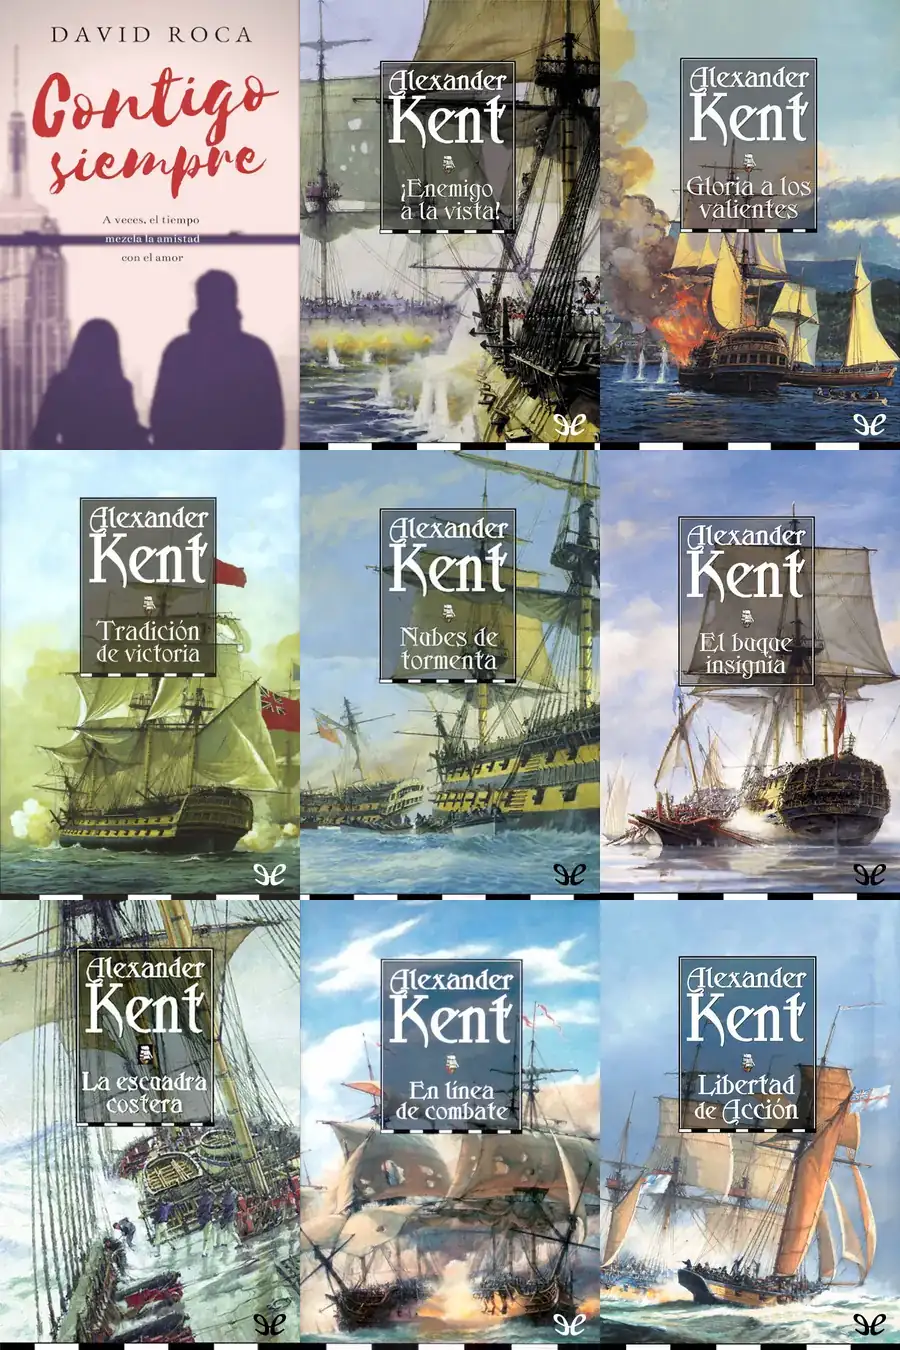 DAVID ROCA
Contigo
siempre
A veces, el tiempo
mezcla la amistad
con el amor
Alexander
Kent
¡Enemigo
a la vista!
Alexander
Kent
Gloria a los
valientes
Alexander
Kent
Tradición
de victoria
Alexander
Kent
Nubes de
tormenta
Alexander
Kent
El buque
insignia
Alexander
Kent
La escuadra
costera
Alexander
Kent
En línea
de combate
Alexander
Kent
Libertad
de Acción